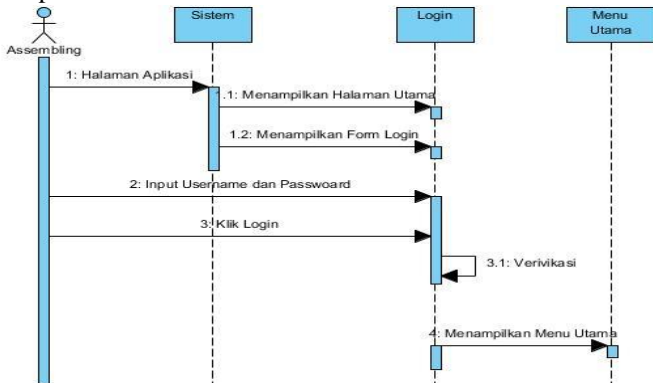 Sistem
Login
Menu
Utama
Assembling
1: Halaman Aplikasi
1.1: Menampilkan Halaman Utama
1.2: Menampilkan Form Login
2: Input Username dan Passwoard
3: Klik Login
3.1: Verivikasi
4: Menampilkan Menu Utama